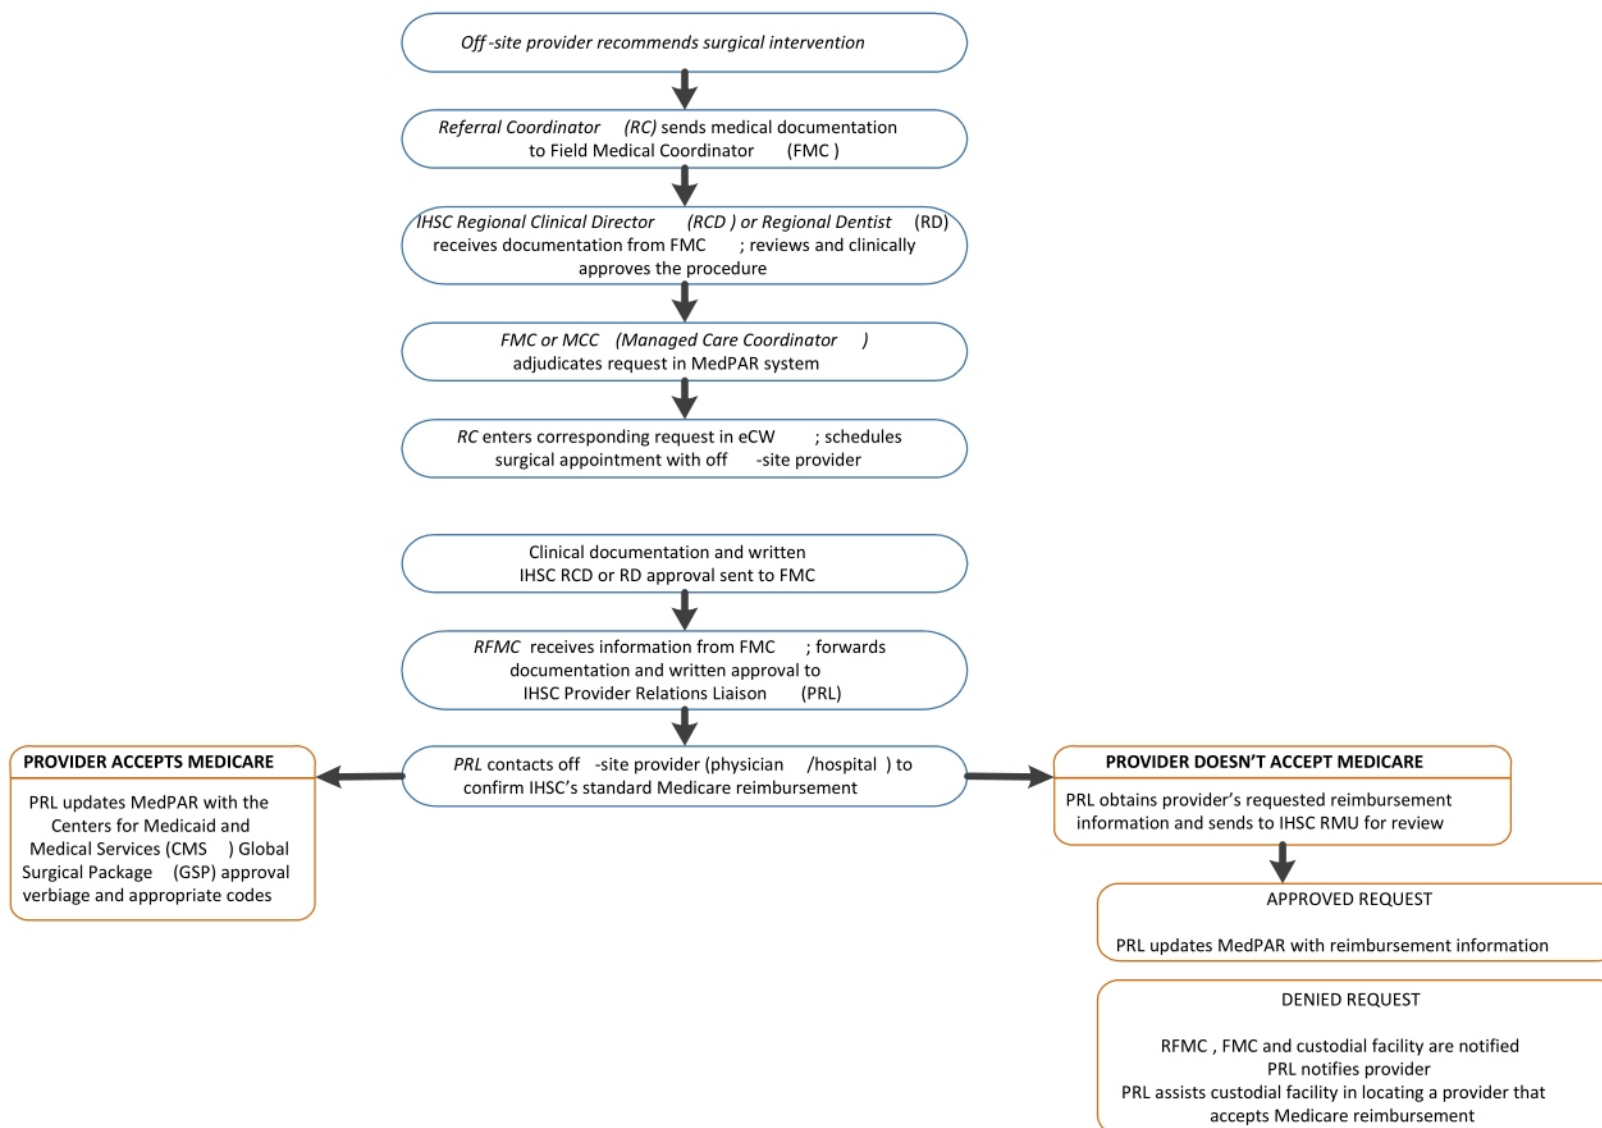 Off-site provider recommends surgical intervention
Referral Coordinator (RC) sends medical documentation
to Field Medical Coordinator (FMC )
IHSC Regional Clinical Director (RCD ) or Regional Dentist (RD)
receives documentation from FMC ; reviews and clinically
approves the procedure
FMC or MCC (Managed Care Coordinator )
adjudicates request in MedPAR system
RC enters corresponding request in eCW ; schedules
surgical appointment with off -site provider
Clinical documentation and written
IHSC RCD or RD approval sent to FMC
RFMC receives information from FMC ; forwards
documentation and written approval to
IHSC Provider Relations Liaison (PRL)
PRL contacts off -site provider (physician /hospital ) to
confirm IHSC's standard Medicare reimbursement
PROVIDER ACCEPTS MEDICARE
PRL updates MedPAR with the
Centers for Medicaid and
Medical Services (CMS ) Global
Surgical Package (GSP) approval
verbiage and appropriate codes
PROVIDER DOESN'T ACCEPT MEDICARE
PRL obtains provider's requested reimbursement
information and sends to IHSC RMU for review
APPROVED REQUEST
PRL updates MedPAR with reimbursement information
DENIED REQUEST
RFMC , FMC and custodial facility are notified
PRL notifies provider
PRL assists custodial facility in locating a provider that
accepts Medicare reimbursement